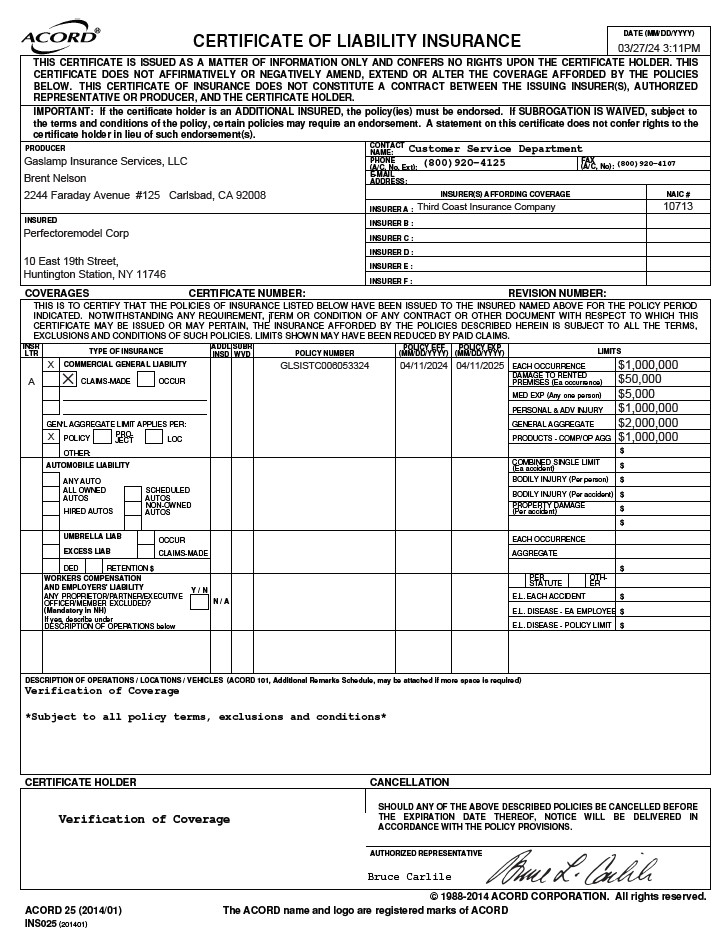 ACORD®
CERTIFICATE OF LIABILITY INSURANCE
DATE (MM/DD/YYYY)
03/27/24 3:11PM
THIS CERTIFICATE IS ISSUED AS A MATTER OF INFORMATION ONLY AND CONFERS NO RIGHTS UPON THE CERTIFICATE HOLDER. THIS
CERTIFICATE DOES NOT AFFIRMATIVELY OR NEGATIVELY AMEND, EXTEND OR ALTER THE COVERAGE AFFORDED BY THE POLICIES
BELOW. THIS CERTIFICATE OF INSURANCE DOES NOT CONSTITUTE A CONTRACT BETWEEN THE ISSUING INSURER(S), AUTHORIZED
REPRESENTATIVE OR PRODUCER, AND THE CERTIFICATE HOLDER.
IMPORTANT: If the certificate holder is an ADDITIONAL INSURED, the policy(ies) must be endorsed. If SUBROGATION IS WAIVED, subject to
the terms and conditions of the policy, certain policies may require an endorsement. A statement on this certificate does not confer rights to the
certificate holder in lieu of such endorsement(s).
PRODUCER
Gaslamp Insurance Services, LLC
Brent Nelson
2244 Faraday Avenue #125 Carlsbad, CA 92008
CONTACT NAME: Customer Service Department
PHONE (A/C, No, Ext): (800)920-4125
FAX (A/C, No): (800)920-4107
E-MAIL ADDRESS:
INSURER(S) AFFORDING COVERAGE NAIC #
INSURER A : Third Coast Insurance Company 10713
INSURED
Perfectoremodel Corp
10 East 19th Street,
Huntington Station, NY 11746
INSURER B :
INSURER C :
INSURER D :
INSURER E :
INSURER F :
COVERAGES CERTIFICATE NUMBER: REVISION NUMBER:
THIS IS TO CERTIFY THAT THE POLICIES OF INSURANCE LISTED BELOW HAVE BEEN ISSUED TO THE INSURED NAMED ABOVE FOR THE POLICY PERIOD
INDICATED. NOTWITHSTANDING ANY REQUIREMENT, jTERM OR CONDITION OF ANY CONTRACT OR OTHER DOCUMENT WITH RESPECT TO WHICH THIS
CERTIFICATE MAY BE ISSUED OR MAY PERTAIN, THE INSURANCE AFFORDED BY THE POLICIES DESCRIBED HEREIN IS SUBJECT TO ALL THE TERMS,
EXCLUSIONS AND CONDITIONS OF SUCH POLICIES. LIMITS SHOWN MAY HAVE BEEN REDUCED BY PAID CLAIMS.
INSR LTR TYPE OF INSURANCE ADDL INSD SUBR WVD POLICY NUMBER POLICY EFF (MM/DD/YYYY) POLICY EXP (MM/DD/YYYY) LIMITS
A X COMMERCIAL GENERAL LIABILITY GLSISTC006053324 04/11/2024 04/11/2025
X CLAIMS-MADE OCCUR
GEN'L AGGREGATE LIMIT APPLIES PER:
X POLICY PRO-JECT LOC
OTHER:
EACH OCCURRENCE $1,000,000
DAMAGE TO RENTED PREMISES (Ea occurrence) $50,000
MED EXP (Any one person) $5,000
PERSONAL & ADV INJURY $1,000,000
GENERAL AGGREGATE $2,000,000
PRODUCTS - COMP/OP AGG $1,000,000
$
AUTOMOBILE LIABILITY
ANY AUTO
ALL OWNED AUTOS SCHEDULED AUTOS
HIRED AUTOS NON-OWNED AUTOS
COMBINED SINGLE LIMIT (Ea accident) $
BODILY INJURY (Per person) $
BODILY INJURY (Per accident) $
PROPERTY DAMAGE (Per accident) $
$
UMBRELLA LIAB OCCUR
EXCESS LIAB CLAIMS-MADE
DED RETENTION $
EACH OCCURRENCE
AGGREGATE
$
WORKERS COMPENSATION
AND EMPLOYERS' LIABILITY Y / N
ANY PROPRIETOR/PARTNER/EXECUTIVE
OFFICER/MEMBER EXCLUDED? N / A
(Mandatory in NH)
If yes, describe under
DESCRIPTION OF OPERATIONS below
PER STATUTE OTH-ER
E.L. EACH ACCIDENT $
E.L. DISEASE - EA EMPLOYEE $
E.L. DISEASE - POLICY LIMIT $
DESCRIPTION OF OPERATIONS / LOCATIONS / VEHICLES (ACORD 101, Additional Remarks Schedule, may be attached if more space is required)
Verification of Coverage
*Subject to all policy terms, exclusions and conditions*
CERTIFICATE HOLDER
Verification of Coverage
CANCELLATION
SHOULD ANY OF THE ABOVE DESCRIBED POLICIES BE CANCELLED BEFORE
THE EXPIRATION DATE THEREOF, NOTICE WILL BE DELIVERED IN
ACCORDANCE WITH THE POLICY PROVISIONS.
AUTHORIZED REPRESENTATIVE
Bruce Carlile
Bruce L. Carlile
© 1988-2014 ACORD CORPORATION. All rights reserved.
ACORD 25 (2014/01)
The ACORD name and logo are registered marks of ACORD
INS025 (201401)